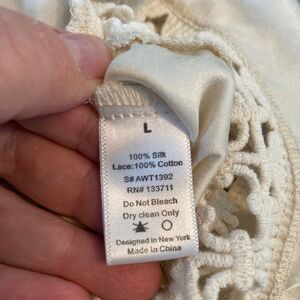 L
100% Silk
Lace:100% Cotton
S# AWT1392
RN# 133711
Do Not Bleach
Dry clean Only
Designed in New York
Made in China